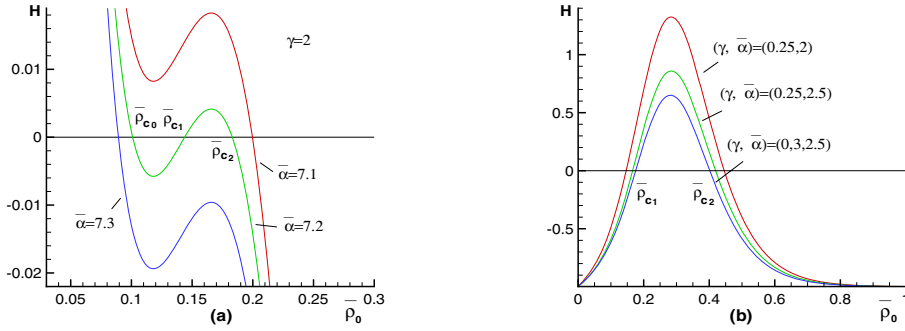 H
0.01
0
-0.01
-0.02
γ=2
ρ̅c0 ρ̅c1
ρ̅c2
α̅=7.1
α̅=7.3
α̅=7.2
0.05 0.1 0.15 0.2 0.25 0.3
(a)
ρ̅0
H
1
0.5
0
-0.5
(γ, α̅)=(0.25,2)
(γ, α̅)=(0.25,2.5)
(γ, α̅)=(0,3,2.5)
ρ̅c1
ρ̅c2
0 0.2 0.4 0.6 0.8 1
(b)
ρ̅0